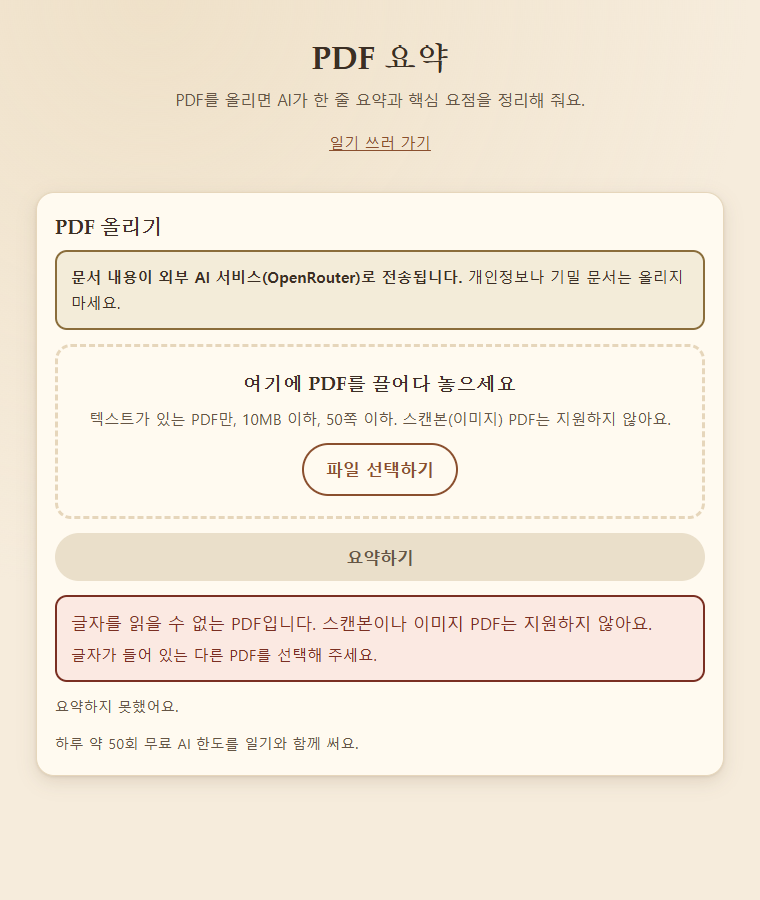 PDF 요약
PDF를 올리면 AI가 한 줄 요약과 핵심 요점을 정리해 줘요.
일기 쓰러 가기
PDF 올리기
문서 내용이 외부 AI 서비스(OpenRouter)로 전송됩니다. 개인정보나 기밀 문서는 올리지
마세요.
여기에 PDF를 끌어다 놓으세요
텍스트가 있는 PDF만, 10MB 이하, 50쪽 이하. 스캔본(이미지) PDF는 지원하지 않아요.
파일 선택하기
요약하기
글자를 읽을 수 없는 PDF입니다. 스캔본이나 이미지 PDF는 지원하지 않아요.
글자가 들어 있는 다른 PDF를 선택해 주세요.
요약하지 못했어요.
하루 약 50회 무료 AI 한도를 일기와 함께 써요.